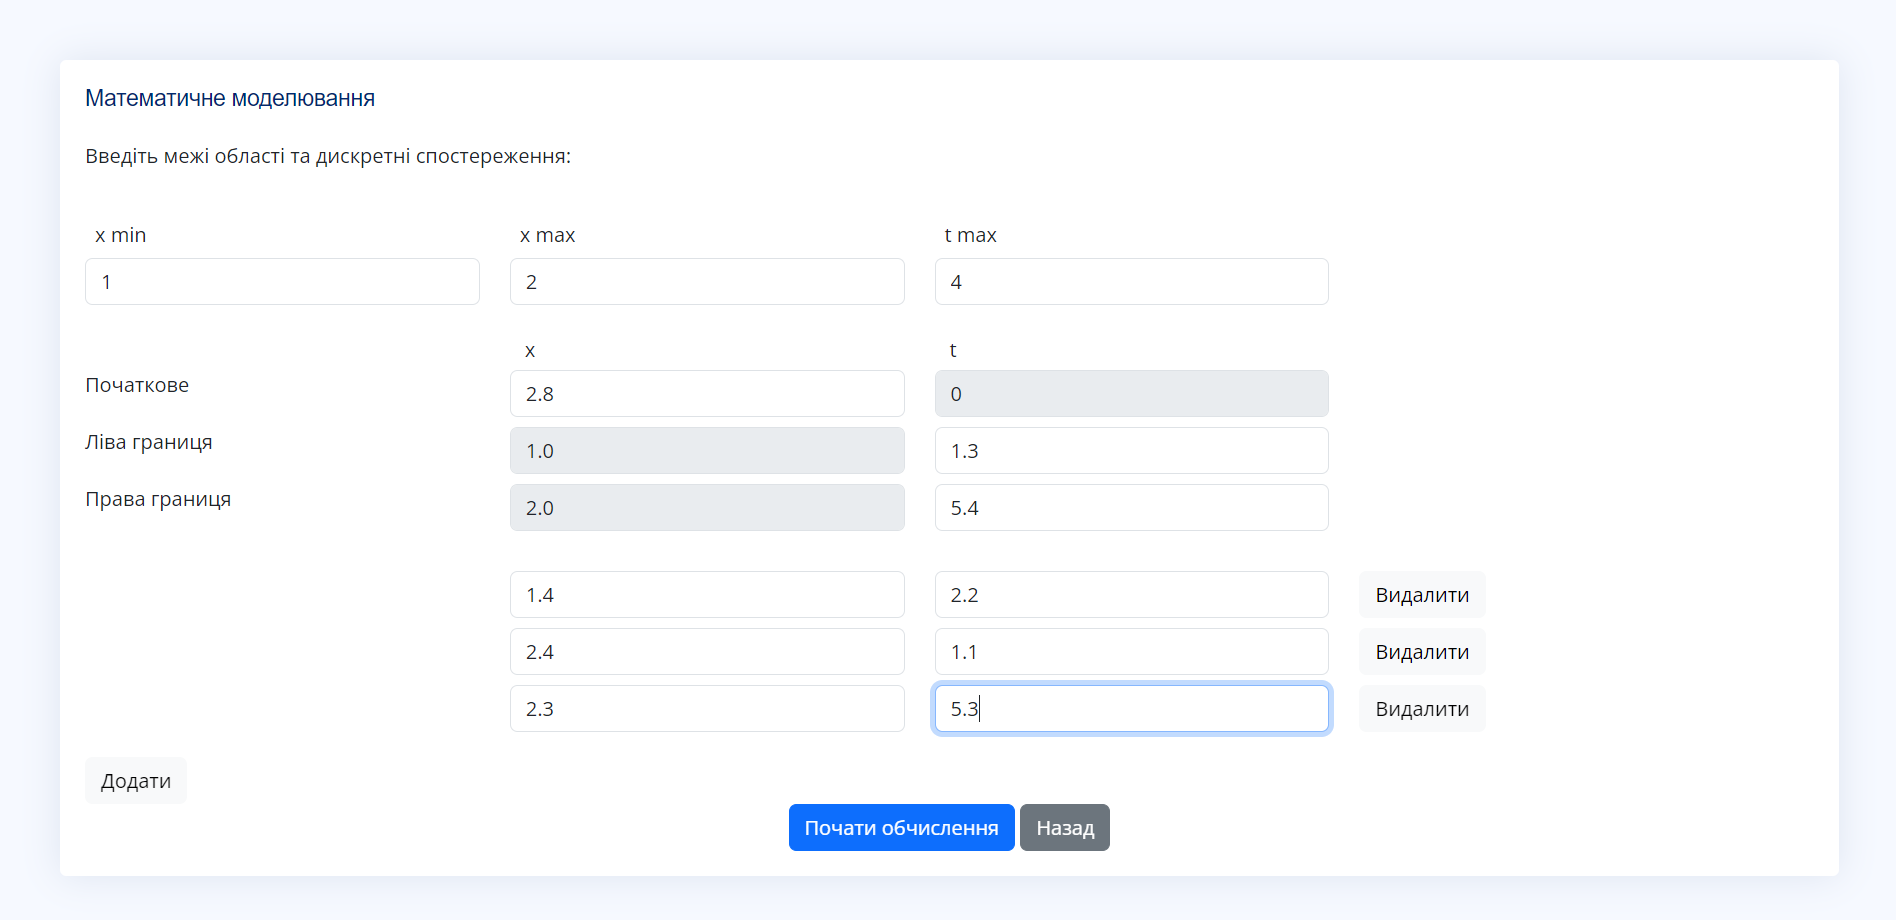 Математичне моделювання
Введіть межі області та дискретні спостереження:
x min x max t max
1 2 4
x t
Початкове 2.8 0
Ліва границя 1.0 1.3
Права границя 2.0 5.4
1.4 2.2 Видалити
2.4 1.1 Видалити
2.3 5.3 Видалити
Додати
Почати обчислення Назад